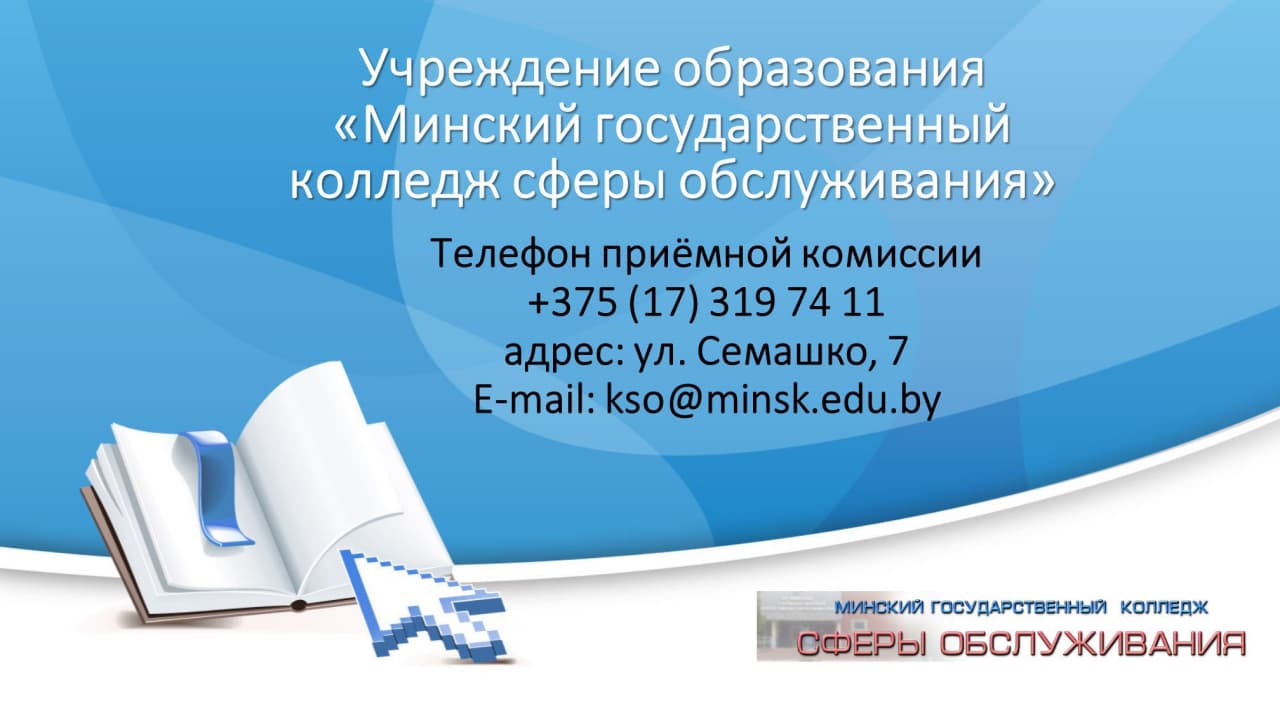 Учреждение образования
«Минский государственный
колледж сферы обслуживания»
Телефон приёмной комиссии
+375 (17) 319 74 11
адрес: ул. Семашко, 7
E-mail: kso@minsk.edu.by
МИНСКИЙ ГОСУДАРСТВЕННЫЙ КОЛЛЕДЖ
СФЕРЫ ОБСЛУЖИВАНИЯ